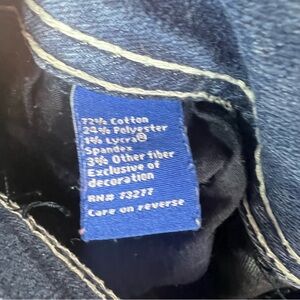 72% Cotton
24% Polyester
1% Lycra®
Spandex
3% Other fiber
Exclusive of
decoration
RN# 73277
Care on reverse